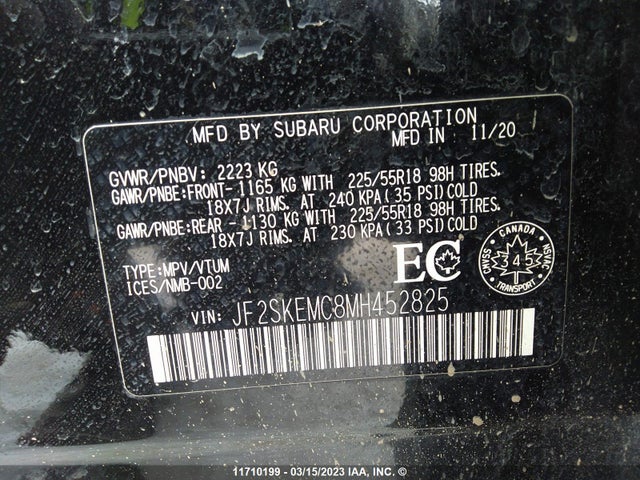 MFD BY SUBARU CORPORATION
MFD IN 11/20
GVWR/PNBV: 2223 KG
GAWR/PNBE:FRONT-1165 KG WITH 225/55R18 98H TIRES.
18X7J RIMS. AT 240 KPA(35 PSI)COLD
GAWR/PNBE:REAR -1130 KG WITH 225/55R18 98H TIRES.
18X7J RIMS. AT 230 KPA(33 PSI)COLD
TYPE:MPV/VTUM
ICES/NMB-002
EC
CANADA
CMVSS
NSVAC
345
VIN: JF2SKEMC8MH452825
11710199 - 03/15/2023 IAA, INC. ©